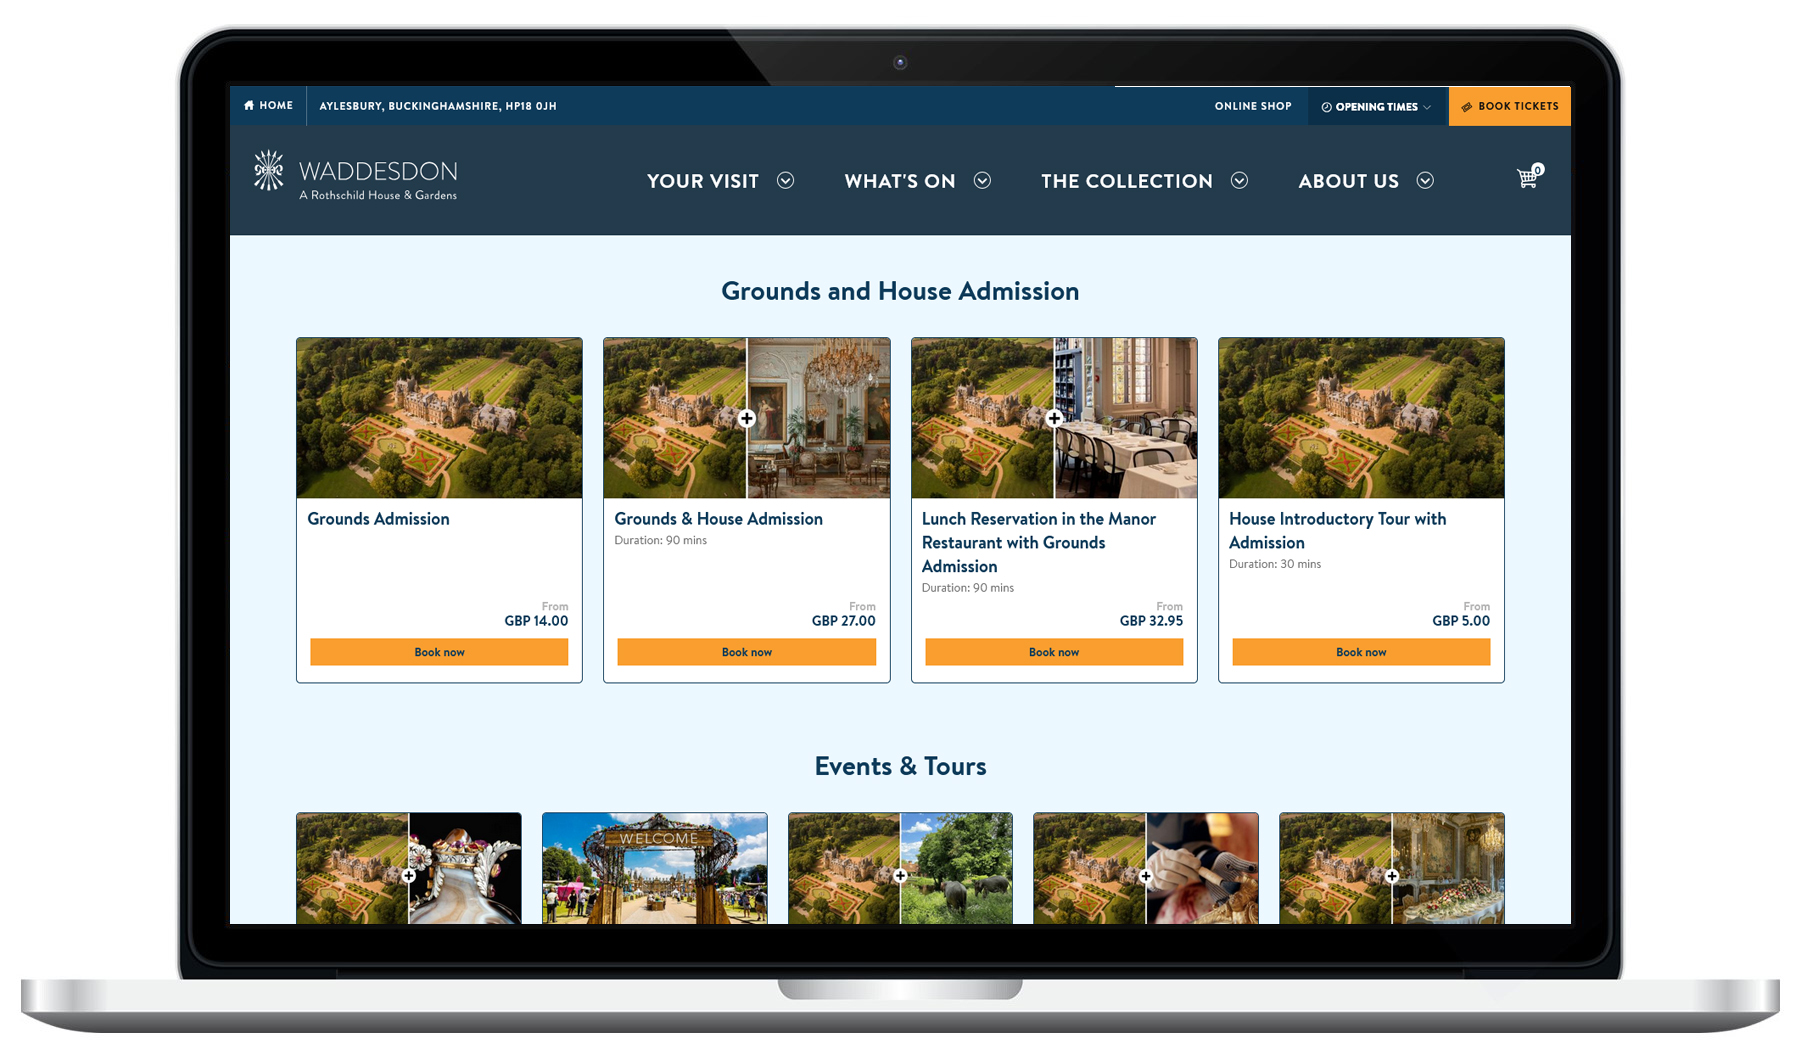 HOME
AYLESBURY, BUCKINGHAMSHIRE, HP18 0JH
ONLINE SHOP
OPENING TIMES
BOOK TICKETS
WADDESDON
A Rothschild House & Gardens
YOUR VISIT
WHAT'S ON
THE COLLECTION
ABOUT US
0
Grounds and House Admission
Grounds Admission
From
GBP 14.00
Book now
Grounds & House Admission
Duration: 90 mins
From
GBP 27.00
Book now
Lunch Reservation in the Manor
Restaurant with Grounds
Admission
Duration: 90 mins
From
GBP 32.95
Book now
House Introductory Tour with
Admission
Duration: 30 mins
From
GBP 5.00
Book now
Events & Tours
WELCOME